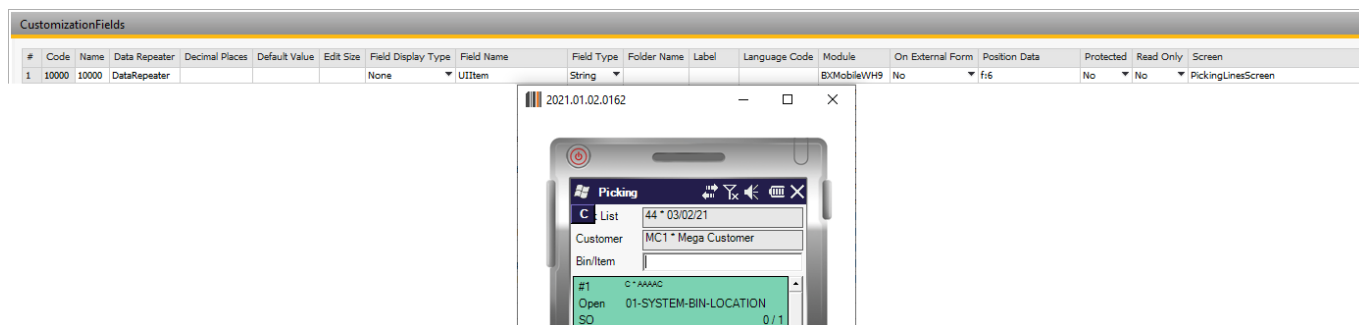 CustomizationFields
# Code Name Data Repeater Decimal Places Default Value Edit Size Field Display Type Field Name Field Type Folder Name Label Language Code Module On External Form Position Data Protected Read Only Screen
1 10000 10000 DataRepeater None UIItem String BXMobileWH9 No f:6 No No PickingLinesScreen
2021.01.02.0162
Picking
C : List 44 * 03/02/21
Customer MC1 * Mega Customer
Bin/Item
#1 C * AAAAC
Open 01-SYSTEM-BIN-LOCATION
SO 0 / 1